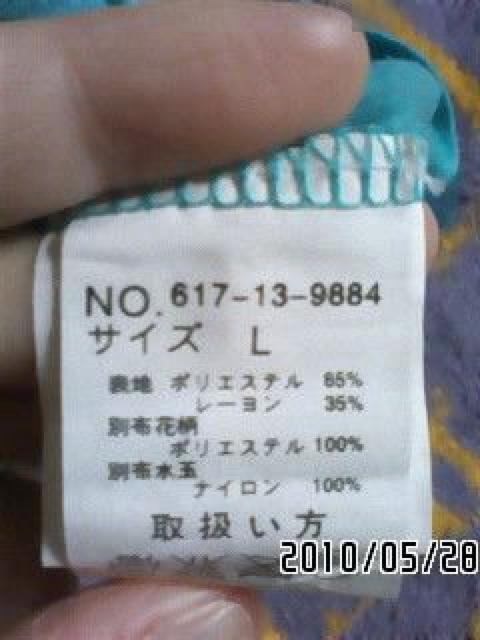 NO. 617-13-9884
サイズ L
表地 ポリエステル 65%
レーヨン 35%
別布花柄
ポリエステル 100%
別布水玉
ナイロン 100%
取扱い方
2010/05/28